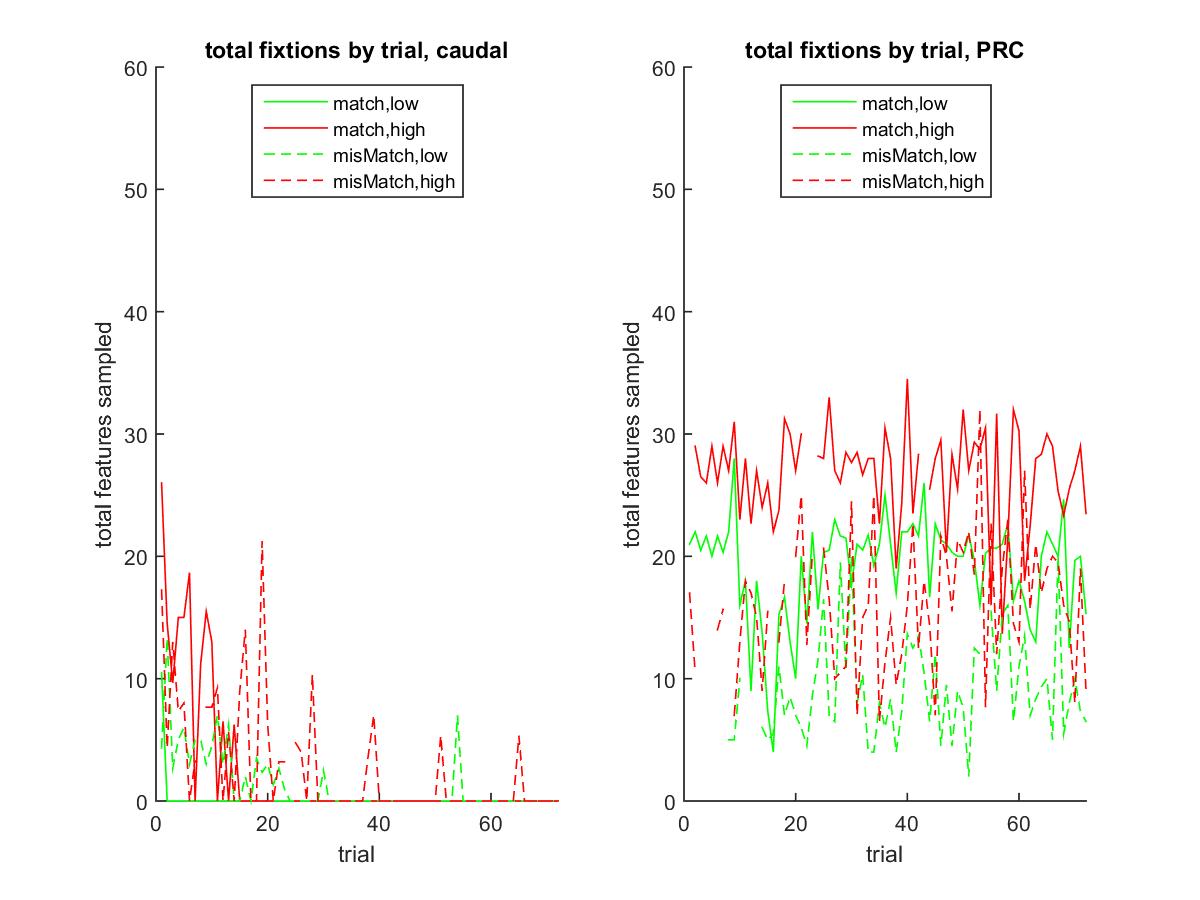 total fixtions by trial, caudal
60
50
40
30
20
10
0
total features sampled
match,low
match,high
misMatch,low
misMatch,high
0 20 40 60
trial
total fixtions by trial, PRC
60
50
40
30
20
10
0
total features sampled
match,low
match,high
misMatch,low
misMatch,high
0 20 40 60
trial